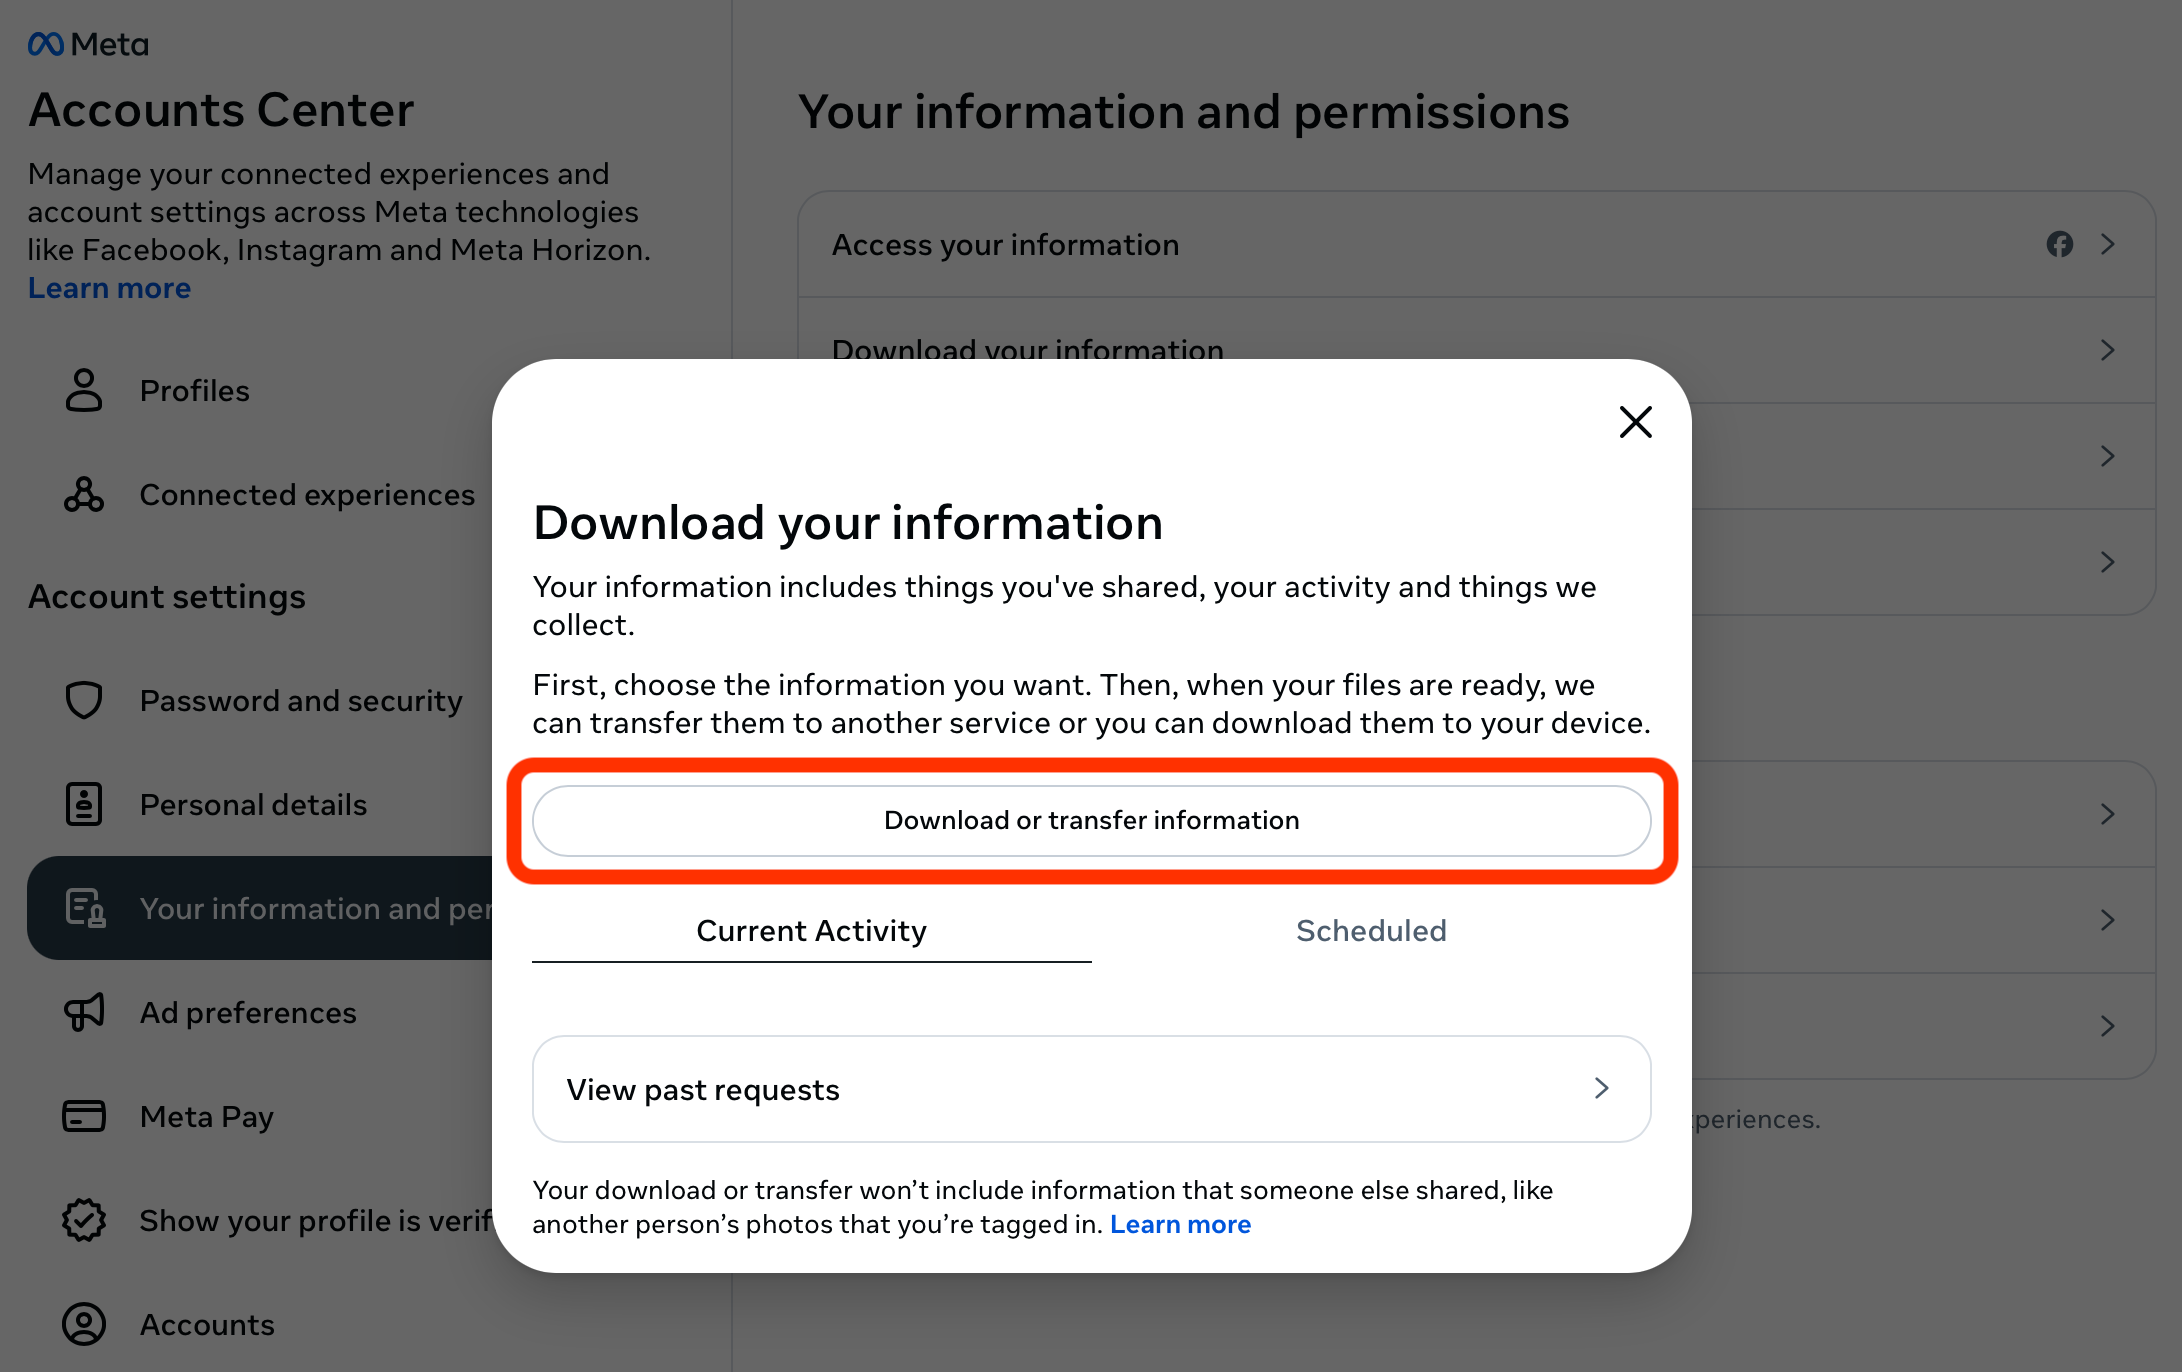 Meta
Accounts Center
Manage your connected experiences and
account settings across Meta technologies
like Facebook, Instagram and Meta Horizon.
Learn more
Profiles
Connected experiences
Account settings
Password and security
Personal details
Your information and per
Ad preferences
Meta Pay
Show your profile is verif
Accounts
Your information and permissions
Access your information
Download your information
periences.
Download your information
Your information includes things you've shared, your activity and things we
collect.
First, choose the information you want. Then, when your files are ready, we
can transfer them to another service or you can download them to your device.
Download or transfer information
Current Activity
Scheduled
View past requests
Your download or transfer won’t include information that someone else shared, like
another person’s photos that you’re tagged in. Learn more